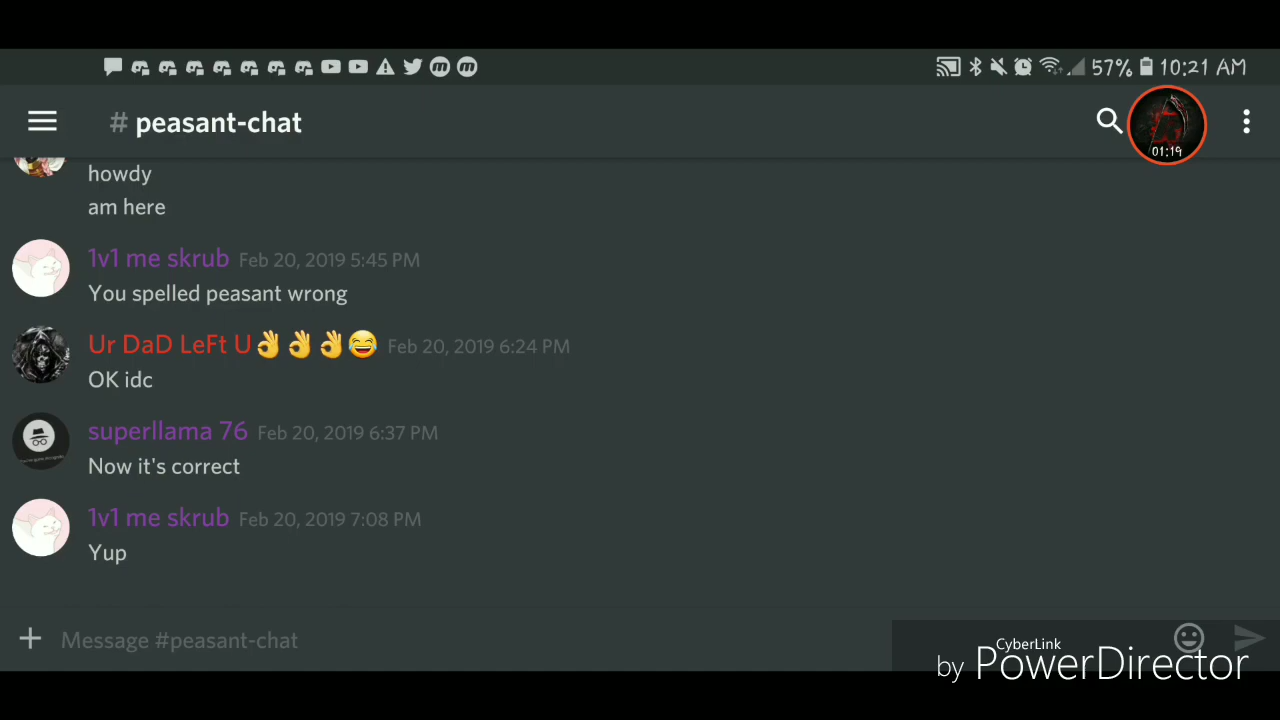 57% 10:21 AM
# peasant-chat
01:19
howdy
am here
1v1 me skrub Feb 20, 2019 5:45 PM
You spelled peasant wrong
Ur DaD LeFt U👌👌👌😂 Feb 20, 2019 6:24 PM
OK idc
superllama 76 Feb 20, 2019 6:37 PM
Now it's correct
1v1 me skrub Feb 20, 2019 7:08 PM
Yup
Message #peasant-chat
CyberLink
by PowerDirector